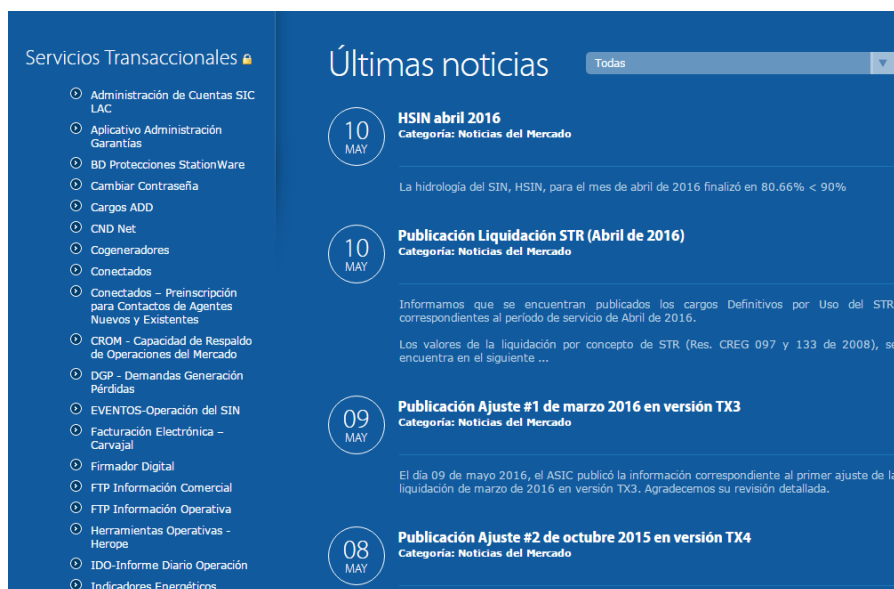 Servicios Transaccionales
Administración de Cuentas SIC
LAC
Aplicativo Administración
Garantías
BD Protecciones StationWare
Cambiar Contraseña
Cargos ADD
CND Net
Cogeneradores
Conectados
Conectados – Preinscripción
para Contactos de Agentes
Nuevos y Existentes
CROM - Capacidad de Respaldo
de Operaciones del Mercado
DGP - Demandas Generación
Pérdidas
EVENTOS-Operación del SIN
Facturación Electrónica –
Carvajal
Firmador Digital
FTP Información Comercial
FTP Información Operativa
Herramientas Operativas -
Herope
IDO-Informe Diario Operación
Indicadores Energéticos
Últimas noticias
Todas
10
MAY
HSIN abril 2016
Categoría: Noticias del Mercado
La hidrología del SIN, HSIN, para el mes de abril de 2016 finalizó en 80.66% < 90%
10
MAY
Publicación Liquidación STR (Abril de 2016)
Categoría: Noticias del Mercado
Informamos que se encuentran publicados los cargos Definitivos por Uso del STR
correspondientes al período de servicio de Abril de 2016.
Los valores de la liquidación por concepto de STR (Res. CREG 097 y 133 de 2008), se
encuentra en el siguiente ...
09
MAY
Publicación Ajuste #1 de marzo 2016 en versión TX3
Categoría: Noticias del Mercado
El día 09 de mayo 2016, el ASIC publicó la información correspondiente al primer ajuste de la
liquidación de marzo de 2016 en versión TX3. Agradecemos su revisión detallada.
08
MAY
Publicación Ajuste #2 de octubre 2015 en versión TX4
Categoría: Noticias del Mercado